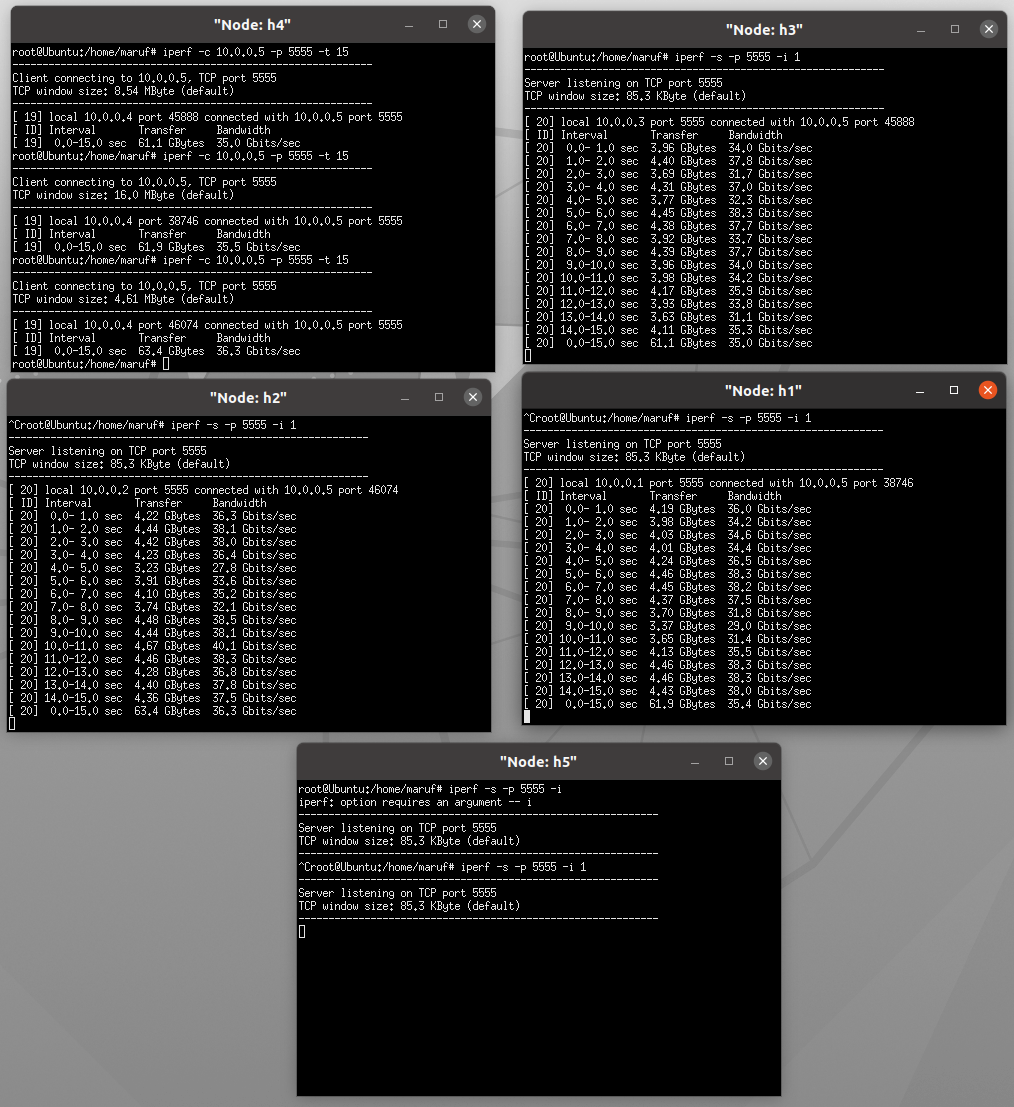 "Node: h4"
root@Ubuntu:/home/maruf# iperf -c 10.0.0.5 -p 5555 -t 15
------------------------------------------------------------
Client connecting to 10.0.0.5, TCP port 5555
TCP window size: 8.54 MByte (default)
------------------------------------------------------------
[ 19] local 10.0.0.4 port 45888 connected with 10.0.0.5 port 5555
[ ID] Interval       Transfer     Bandwidth
[ 19]  0.0-15.0 sec  61.1 GBytes  35.0 Gbits/sec
root@Ubuntu:/home/maruf# iperf -c 10.0.0.5 -p 5555 -t 15
------------------------------------------------------------
Client connecting to 10.0.0.5, TCP port 5555
TCP window size: 16.0 MByte (default)
------------------------------------------------------------
[ 19] local 10.0.0.4 port 38746 connected with 10.0.0.5 port 5555
[ ID] Interval       Transfer     Bandwidth
[ 19]  0.0-15.0 sec  61.9 GBytes  35.5 Gbits/sec
root@Ubuntu:/home/maruf# iperf -c 10.0.0.5 -p 5555 -t 15
------------------------------------------------------------
Client connecting to 10.0.0.5, TCP port 5555
TCP window size: 4.61 MByte (default)
------------------------------------------------------------
[ 19] local 10.0.0.4 port 46074 connected with 10.0.0.5 port 5555
[ ID] Interval       Transfer     Bandwidth
[ 19]  0.0-15.0 sec  63.4 GBytes  36.3 Gbits/sec
root@Ubuntu:/home/maruf#
"Node: h3"
root@Ubuntu:/home/maruf# iperf -s -p 5555 -i 1
------------------------------------------------------------
Server listening on TCP port 5555
TCP window size: 85.3 KByte (default)
------------------------------------------------------------
[ 20] local 10.0.0.3 port 5555 connected with 10.0.0.5 port 45888
[ ID] Interval       Transfer     Bandwidth
[ 20]  0.0- 1.0 sec  3.96 GBytes  34.0 Gbits/sec
[ 20]  1.0- 2.0 sec  4.40 GBytes  37.8 Gbits/sec
[ 20]  2.0- 3.0 sec  3.69 GBytes  31.7 Gbits/sec
[ 20]  3.0- 4.0 sec  4.31 GBytes  37.0 Gbits/sec
[ 20]  4.0- 5.0 sec  3.77 GBytes  32.3 Gbits/sec
[ 20]  5.0- 6.0 sec  4.45 GBytes  38.3 Gbits/sec
[ 20]  6.0- 7.0 sec  4.38 GBytes  37.7 Gbits/sec
[ 20]  7.0- 8.0 sec  3.92 GBytes  33.7 Gbits/sec
[ 20]  8.0- 9.0 sec  4.39 GBytes  37.7 Gbits/sec
[ 20]  9.0-10.0 sec  3.96 GBytes  34.0 Gbits/sec
[ 20] 10.0-11.0 sec  3.98 GBytes  34.2 Gbits/sec
[ 20] 11.0-12.0 sec  4.17 GBytes  35.9 Gbits/sec
[ 20] 12.0-13.0 sec  3.93 GBytes  33.8 Gbits/sec
[ 20] 13.0-14.0 sec  3.63 GBytes  31.1 Gbits/sec
[ 20] 14.0-15.0 sec  4.11 GBytes  35.3 Gbits/sec
[ 20]  0.0-15.0 sec  61.1 GBytes  35.0 Gbits/sec
"Node: h2"
^Croot@Ubuntu:/home/maruf# iperf -s -p 5555 -i 1
------------------------------------------------------------
Server listening on TCP port 5555
TCP window size: 85.3 KByte (default)
------------------------------------------------------------
[ 20] local 10.0.0.2 port 5555 connected with 10.0.0.5 port 46074
[ ID] Interval       Transfer     Bandwidth
[ 20]  0.0- 1.0 sec  4.22 GBytes  36.3 Gbits/sec
[ 20]  1.0- 2.0 sec  4.44 GBytes  38.1 Gbits/sec
[ 20]  2.0- 3.0 sec  4.42 GBytes  38.0 Gbits/sec
[ 20]  3.0- 4.0 sec  4.23 GBytes  36.4 Gbits/sec
[ 20]  4.0- 5.0 sec  3.23 GBytes  27.8 Gbits/sec
[ 20]  5.0- 6.0 sec  3.91 GBytes  33.6 Gbits/sec
[ 20]  6.0- 7.0 sec  4.10 GBytes  35.2 Gbits/sec
[ 20]  7.0- 8.0 sec  3.74 GBytes  32.1 Gbits/sec
[ 20]  8.0- 9.0 sec  4.48 GBytes  38.5 Gbits/sec
[ 20]  9.0-10.0 sec  4.44 GBytes  38.1 Gbits/sec
[ 20] 10.0-11.0 sec  4.67 GBytes  40.1 Gbits/sec
[ 20] 11.0-12.0 sec  4.46 GBytes  38.3 Gbits/sec
[ 20] 12.0-13.0 sec  4.28 GBytes  36.8 Gbits/sec
[ 20] 13.0-14.0 sec  4.40 GBytes  37.8 Gbits/sec
[ 20] 14.0-15.0 sec  4.36 GBytes  37.5 Gbits/sec
[ 20]  0.0-15.0 sec  63.4 GBytes  36.3 Gbits/sec
"Node: h1"
^Croot@Ubuntu:/home/maruf# iperf -s -p 5555 -i 1
------------------------------------------------------------
Server listening on TCP port 5555
TCP window size: 85.3 KByte (default)
------------------------------------------------------------
[ 20] local 10.0.0.1 port 5555 connected with 10.0.0.5 port 38746
[ ID] Interval       Transfer     Bandwidth
[ 20]  0.0- 1.0 sec  4.19 GBytes  36.0 Gbits/sec
[ 20]  1.0- 2.0 sec  3.98 GBytes  34.2 Gbits/sec
[ 20]  2.0- 3.0 sec  4.03 GBytes  34.6 Gbits/sec
[ 20]  3.0- 4.0 sec  4.01 GBytes  34.4 Gbits/sec
[ 20]  4.0- 5.0 sec  4.24 GBytes  36.5 Gbits/sec
[ 20]  5.0- 6.0 sec  4.46 GBytes  38.3 Gbits/sec
[ 20]  6.0- 7.0 sec  4.45 GBytes  38.2 Gbits/sec
[ 20]  7.0- 8.0 sec  4.37 GBytes  37.5 Gbits/sec
[ 20]  8.0- 9.0 sec  3.70 GBytes  31.8 Gbits/sec
[ 20]  9.0-10.0 sec  3.37 GBytes  29.0 Gbits/sec
[ 20] 10.0-11.0 sec  3.65 GBytes  31.4 Gbits/sec
[ 20] 11.0-12.0 sec  4.13 GBytes  35.5 Gbits/sec
[ 20] 12.0-13.0 sec  4.46 GBytes  38.3 Gbits/sec
[ 20] 13.0-14.0 sec  4.46 GBytes  38.3 Gbits/sec
[ 20] 14.0-15.0 sec  4.43 GBytes  38.0 Gbits/sec
[ 20]  0.0-15.0 sec  61.9 GBytes  35.4 Gbits/sec
"Node: h5"
root@Ubuntu:/home/maruf# iperf -s -p 5555 -i
iperf: option requires an argument -- i
------------------------------------------------------------
Server listening on TCP port 5555
TCP window size: 85.3 KByte (default)
------------------------------------------------------------
^Croot@Ubuntu:/home/maruf# iperf -s -p 5555 -i 1
------------------------------------------------------------
Server listening on TCP port 5555
TCP window size: 85.3 KByte (default)
------------------------------------------------------------